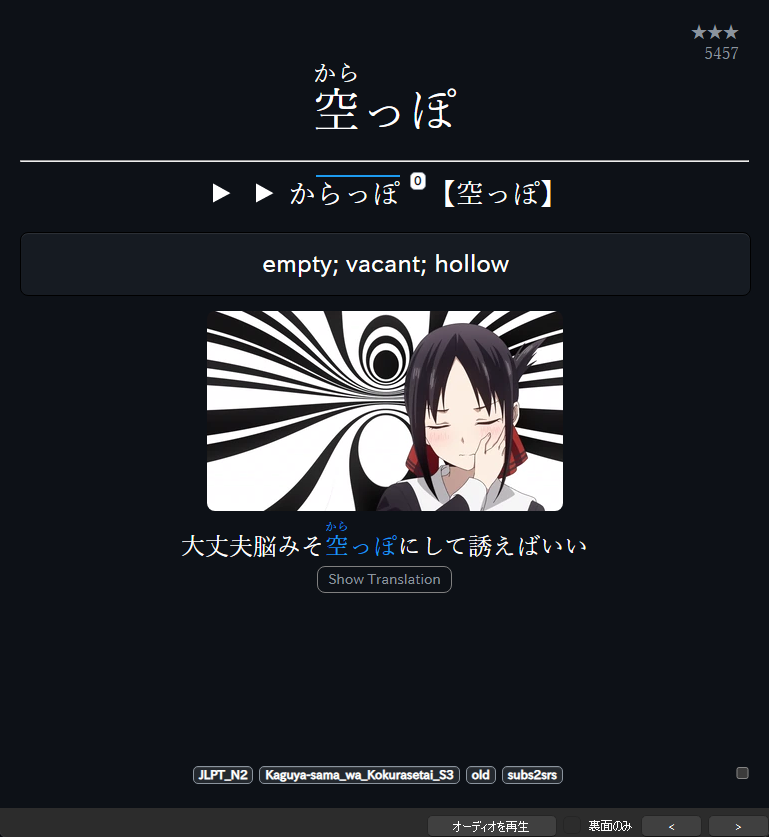 ★★★
5457
から
空っぽ
からっぽ 0 【空っぽ】
empty; vacant; hollow
から
大丈夫脳みそ空っぽにして誘えばいい
Show Translation
JLPT_N2 Kaguya-sama_wa_Kokurasetai_S3 old subs2srs
オーディオを再生 裏面のみ < >